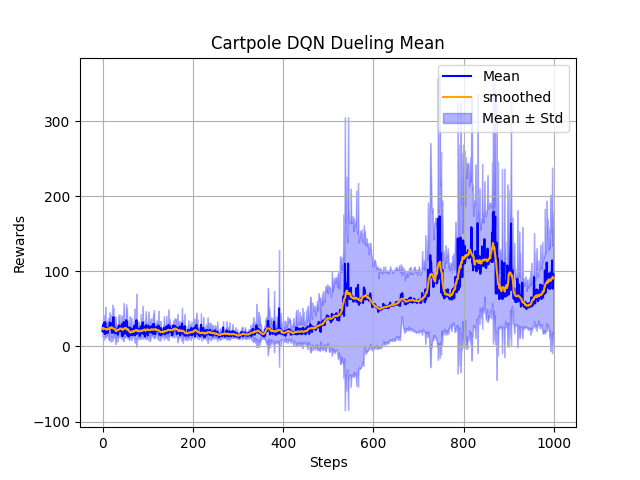 Cartpole DQN Dueling Mean
Mean
smoothed
Mean ± Std
Rewards
300
200
100
0
−100
0 200 400 600 800 1000
Steps